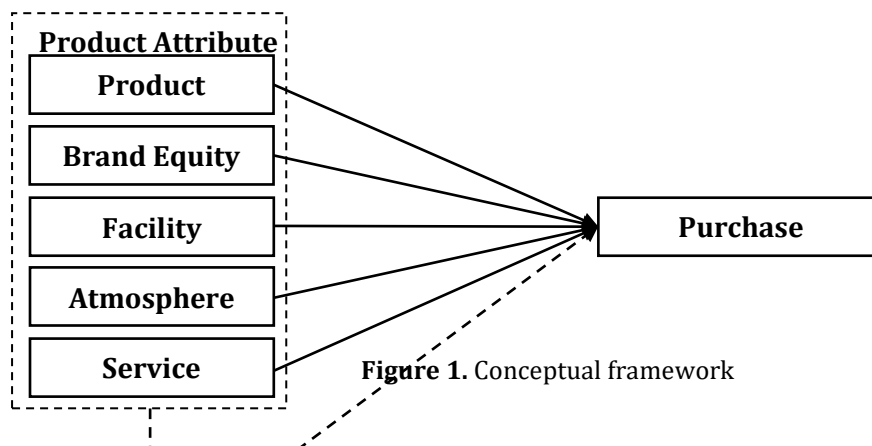 Product Attribute
Product
Brand Equity
Facility
Atmosphere
Service
Purchase
Figure 1. Conceptual framework